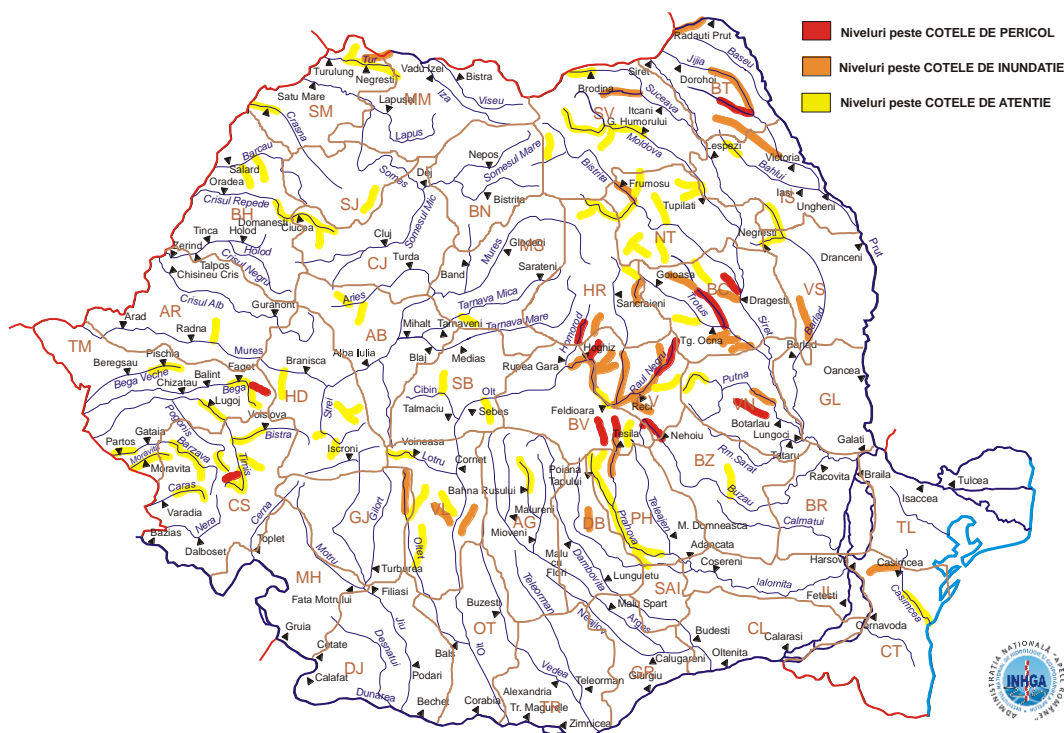 Niveluri peste COTELE DE PERICOL
Niveluri peste COTELE DE INUNDATIE
Niveluri peste COTELE DE ATENTIE
Radauti Prut
Baseu
Tur
Turulung
Negresti
Vadu Izei
Bistra
Siret
Jijia
Dorohoi
BT
Brodina
Satu Mare
SM
Lapusel
MM
Iza
Viseu
SV
Itcani
Suceava
G. Humorului
Crasna
Lapus
Moldova
Lespezi
Victoria
Bahlui
Barcau
Salard
Nepos
Somesul Mare
Somes
Dej
Bistrita
Frumosu
Iasi
IS
Ungheni
Oradea
Crisul Repede
BH
SJ
Somesul Mic
BN
Bistrita
Tupilati
Domanesti
Ciucea
Tinca
Holod
Cluj
NT
Negresti
Prut
Zerind
Talpos
Holod
Chisineu Cris
Crisul Negru
CJ
Turda
Band
Mures
MS
Glodeni
Sarateni
Goioasa
BC
Dranceni
Crisul Alb
Gurahont
Aries
Tarnava Mica
HR
Sancraieni
Trotus
Dragesti
VS
Barlad
AR
Arad
Radna
AB
Mihalt
Tarnaveni
Tarnava Mare
Homorod
Siret
TM
Mures
Pischia
Beregsau
Branisca
Alba Iulia
Blaj
Medias
Hoghiz
Rupea Gara
Tg. Ocna
Barlad
Bega Veche
Chizatau
Balint
Faget
Bega
Lugoj
HD
Strei
Cibin
SB
Olt
Raul Negru
Putna
Oancea
GL
Talmaciu
Sebes
Feldioara
Reci
VN
Botarlau
Pogonis
Voislova
Bistra
Gataia
Partos
Barzava
Moravita
Moravita
Timis
Iscroni
Voineasa
Lotru
Cornet
BV
Tesila
Nehoiu
Lungoci
Tataru
Galati
Caras
CS
Varadia
Nera
Cerna
GJ
Gilort
Bahna Rusului
VL
AG
Malureni
Mioveni
Poiana
Tapului
DB
Prahova
PH
Teleajen
BZ
Rm. Sarat
Buzau
Racovita
Braila
BR
Calmatui
Tulcea
Isaccea
TL
Bazias
Dalboset
Toplet
Motru
MH
Turburea
Oltet
Malu
cu
Flori
Dambovita
Lunguletu
M. Domneasca
Adancata
Cosereni
Ialomita
Harsova
IL
Casimcea
Casimcea
Fata Motrului
Filiasi
Buzesti
Teleorman
Malu Spart
SAI
Fetesti
Cernavoda
Gruia
Cetate
Desnatui
Jiu
OT
Olt
Neajlov
Arges
Budesti
CL
Calarasi
CT
DJ
Calafat
Podari
Bals
Vedea
Calugareni
GR
Giurgiu
Oltenita
Dunarea
Bechet
Corabia
Alexandria
Teleorman
Tr. Magurele
TR
Zimnicea
INHGA